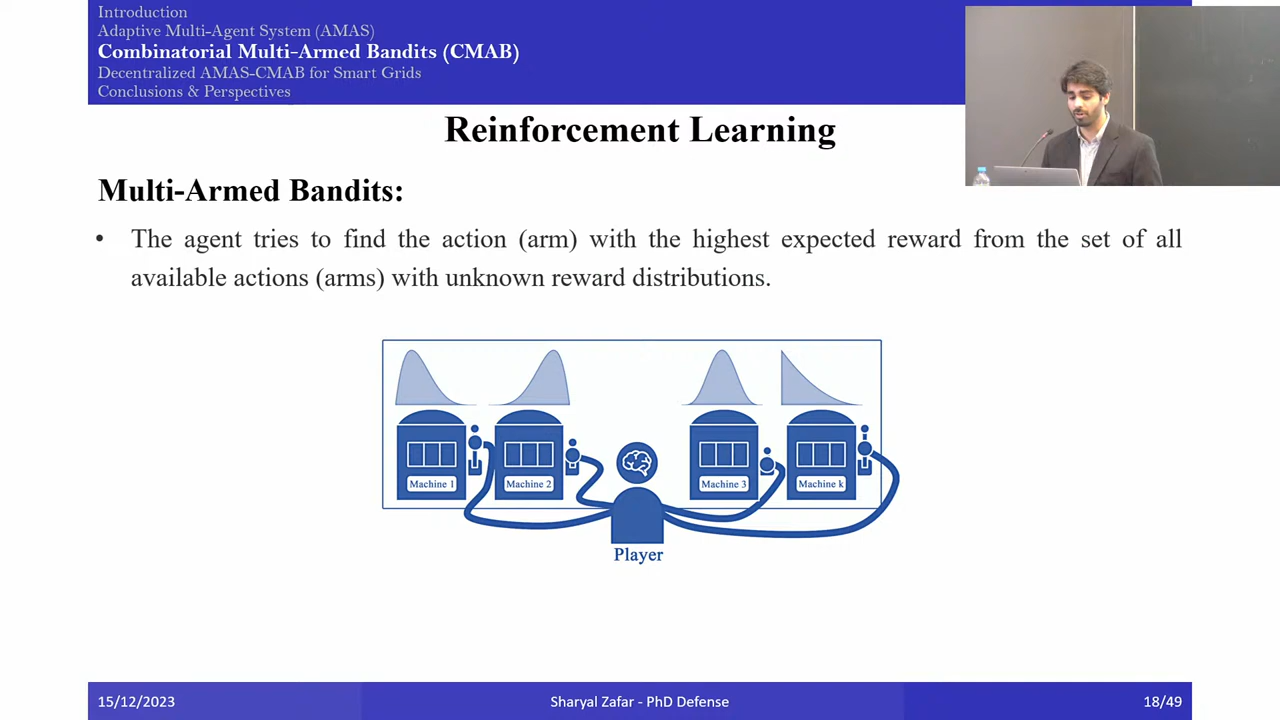 Introduction
Adaptive Multi-Agent System (AMAS)
Combinatorial Multi-Armed Bandits (CMAB)
Decentralized AMAS-CMAB for Smart Grids
Conclusions & Perspectives
Reinforcement Learning
Multi-Armed Bandits:
• The agent tries to find the action (arm) with the highest expected reward from the set of all
available actions (arms) with unknown reward distributions.
Machine 1
Machine 2
Machine 3
Machine k
Player
15/12/2023
Sharyal Zafar - PhD Defense
18/49